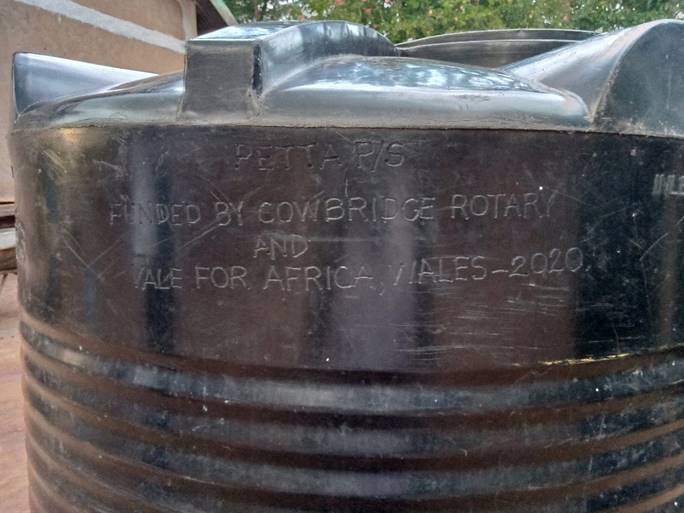 PETTA P/S
FUNDED BY COWBRIDGE ROTARY
AND
VALE FOR AFRICA, WALES-2020.